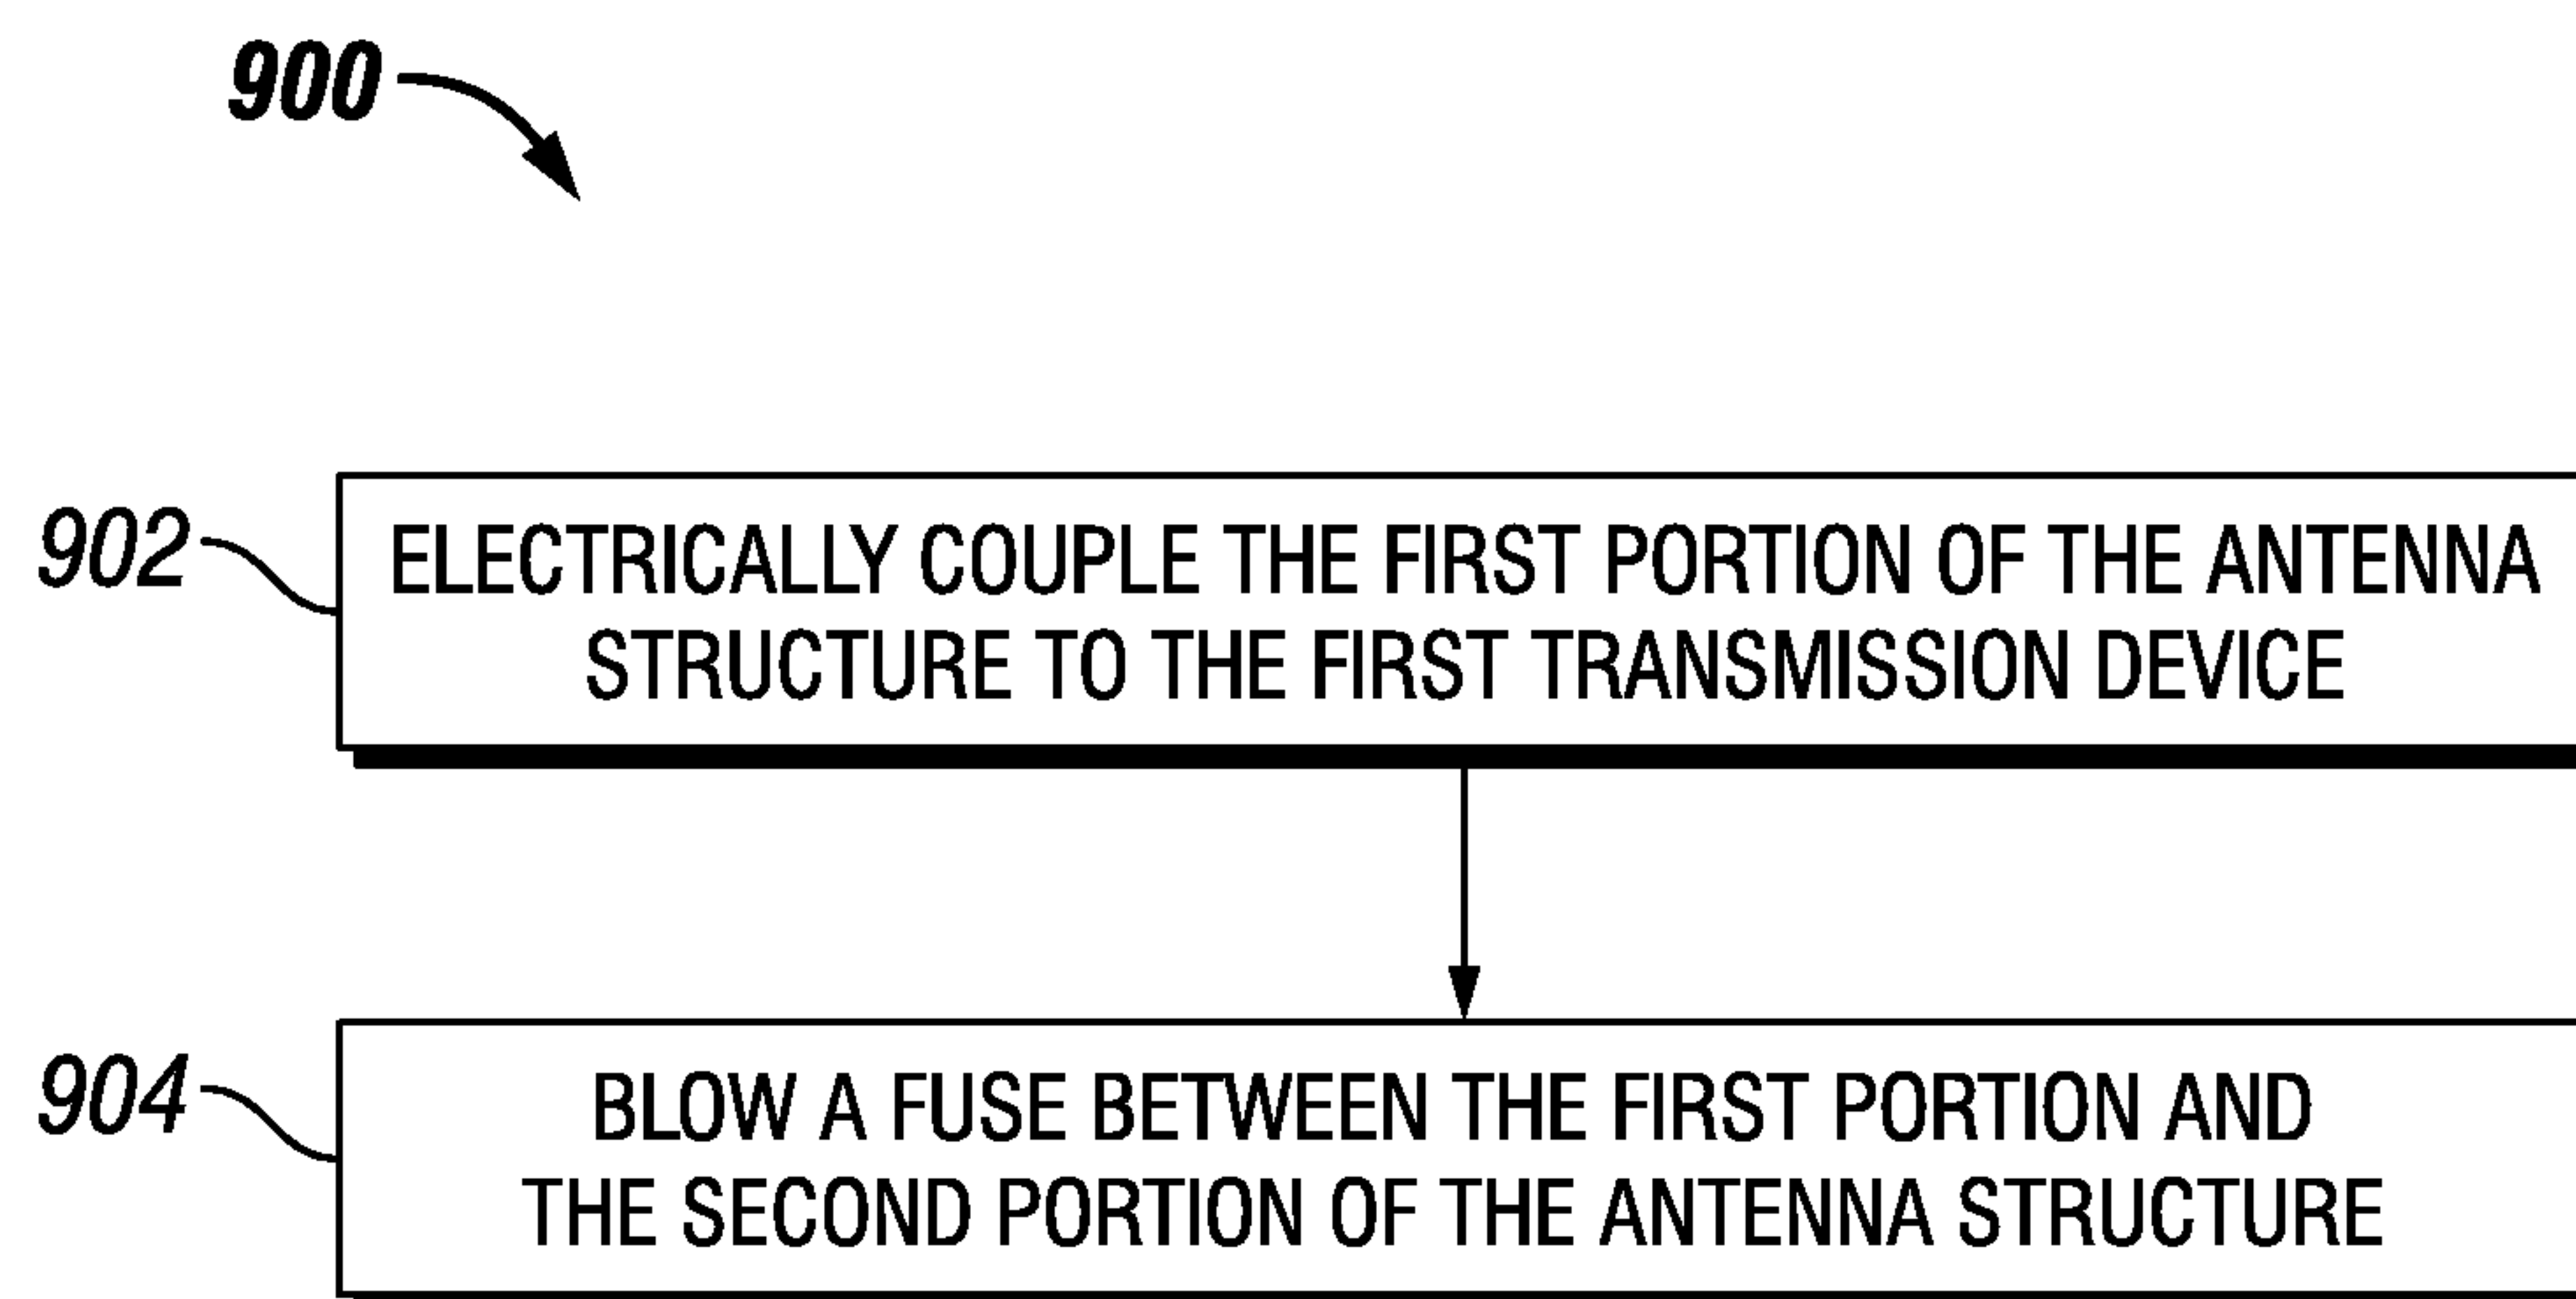 900
902
ELECTRICALLY COUPLE THE FIRST PORTION OF THE ANTENNA
STRUCTURE TO THE FIRST TRANSMISSION DEVICE
904
BLOW A FUSE BETWEEN THE FIRST PORTION AND
THE SECOND PORTION OF THE ANTENNA STRUCTURE